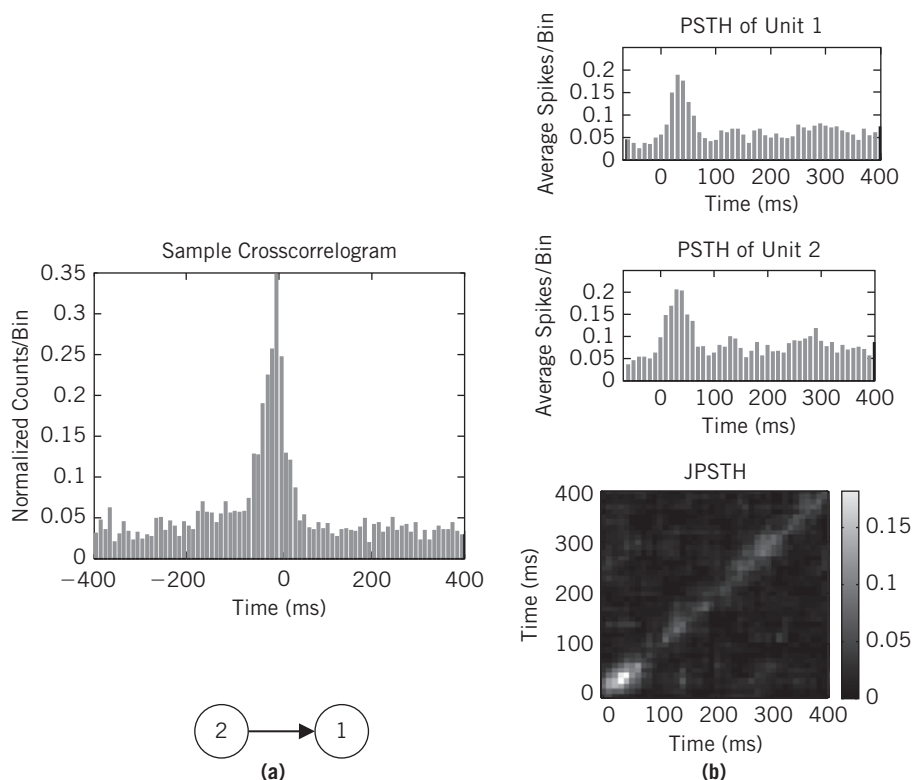 Sample Crosscorrelogram
Normalized Counts/Bin
0.35
0.3
0.25
0.2
0.15
0.1
0.05
0
−400 −200 0 200 400
Time (ms)
2 1
(a)
PSTH of Unit 1
Average Spikes/Bin
0.2
0.15
0.1
0.05
0
0 100 200 300 400
Time (ms)
PSTH of Unit 2
Average Spikes/Bin
0.2
0.15
0.1
0.05
0
0 100 200 300 400
Time (ms)
JPSTH
Time (ms)
400
300
200
100
0
0 100 200 300 400
Time (ms)
0.15
0.1
0.05
0
(b)